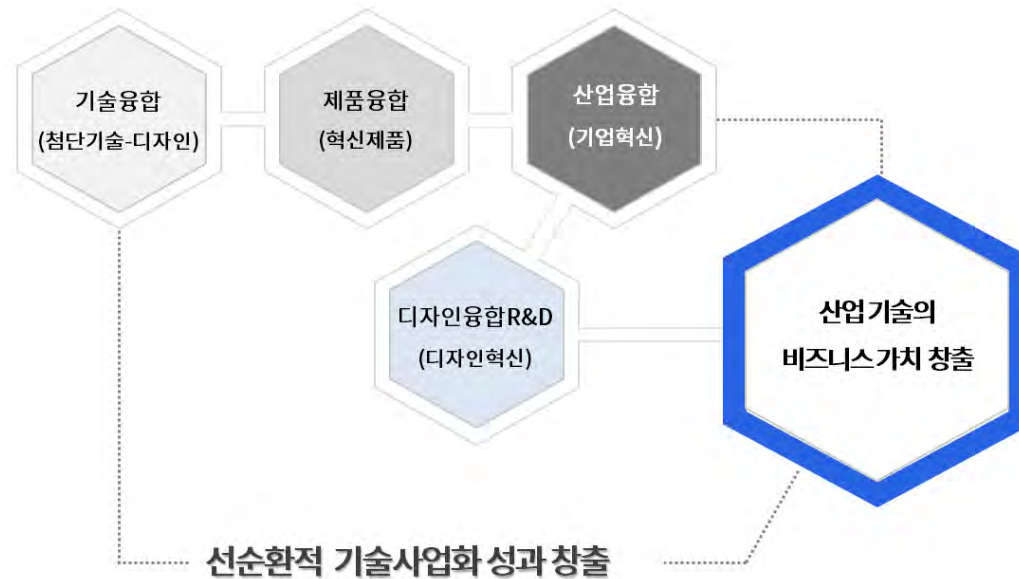 기술융합
(첨단기술-디자인)
제품융합
(혁신제품)
산업융합
(기업혁신)
디자인융합R&D
(디자인혁신)
산업 기술의
비즈니스 가치 창출
선순환적 기술사업화 성과 창출